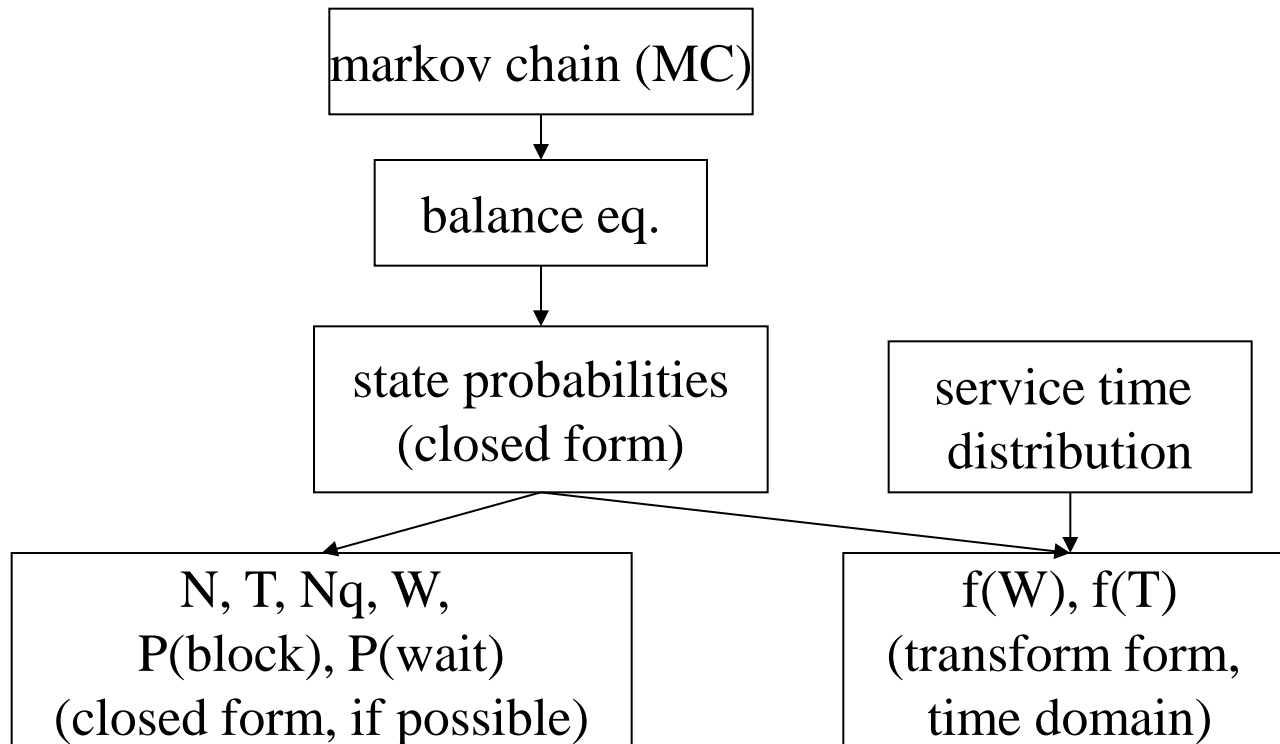 markov chain (MC)
balance eq.
state probabilities
(closed form)
service time
distribution
N, T, Nq, W,
P(block), P(wait)
(closed form, if possible)
f(W), f(T)
(transform form,
time domain)